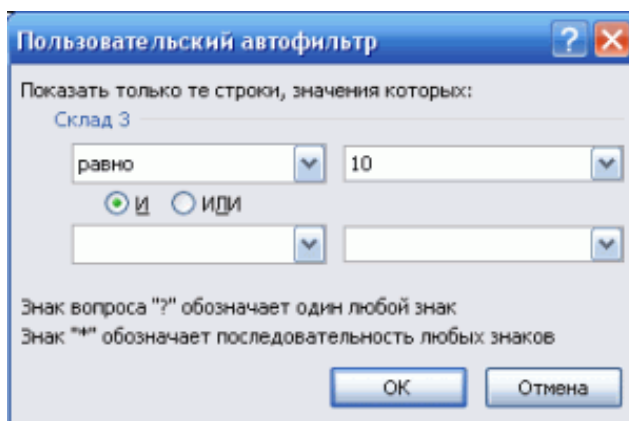 Пользовательский автофильтр
Показать только те строки, значения которых:
Склад 3
равно 10
И ИЛИ
Знак вопроса "?" обозначает один любой знак
Знак "*" обозначает последовательность любых знаков
ОК Отмена